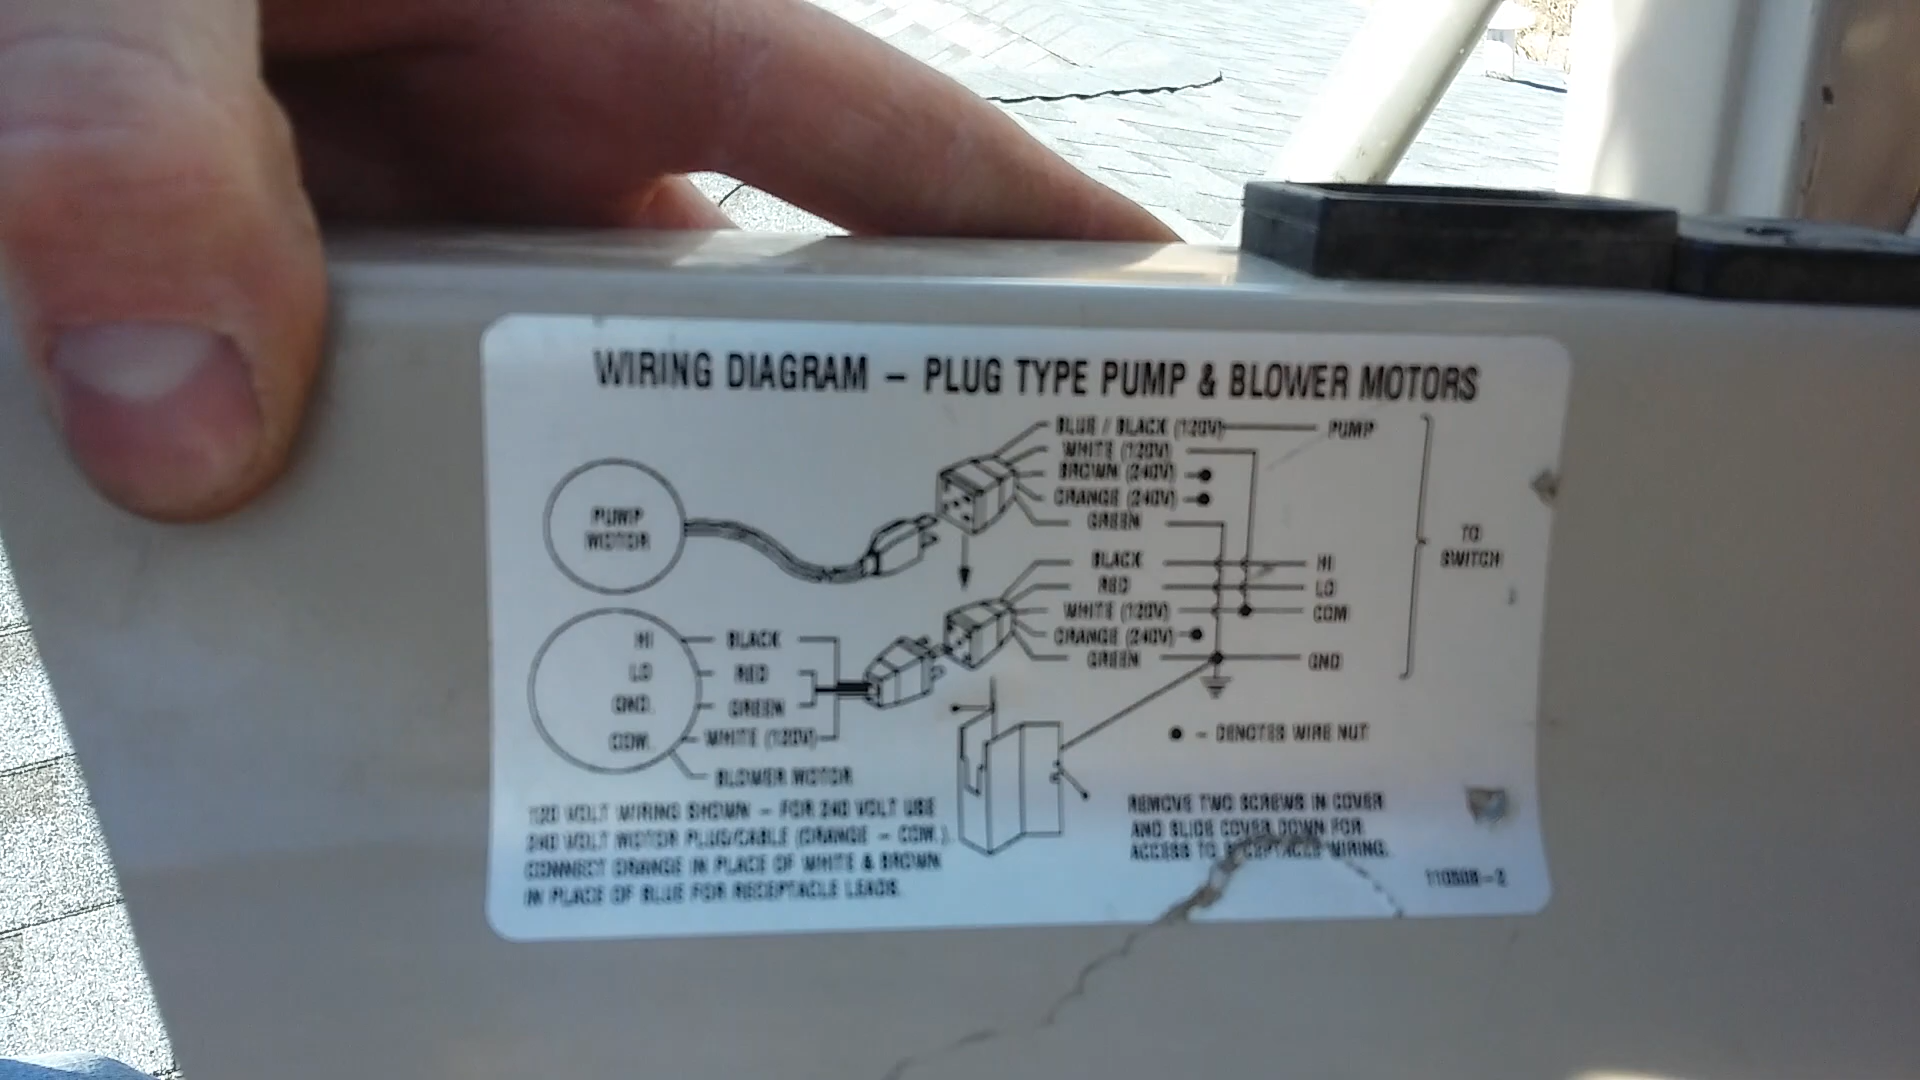 WIRING DIAGRAM – PLUG TYPE PUMP & BLOWER MOTORS
BLUE / BLACK (120V)
PUMP
WHITE (120V)
BROWN (240V)
ORANGE (240V)
GREEN
PUMP
MOTOR
TO
SWITCH
BLACK
HI
RED
LO
WHITE (120V)
COM
ORANGE (240V)
GREEN
GND
HI
BLACK
LO
RED
GND.
GREEN
COM.
WHITE (120V)
BLOWER MOTOR
– DENOTES WIRE NUT
120 VOLT WIRING SHOWN – FOR 240 VOLT USE
240 VOLT MOTOR PLUG/CABLE (ORANGE – COM.)
CONNECT ORANGE IN PLACE OF WHITE & BROWN
IN PLACE OF BLUE FOR RECEPTACLE LEADS.
REMOVE TWO SCREWS IN COVER
AND SLIDE COVER DOWN FOR
ACCESS TO RECEPTACLE WIRING.